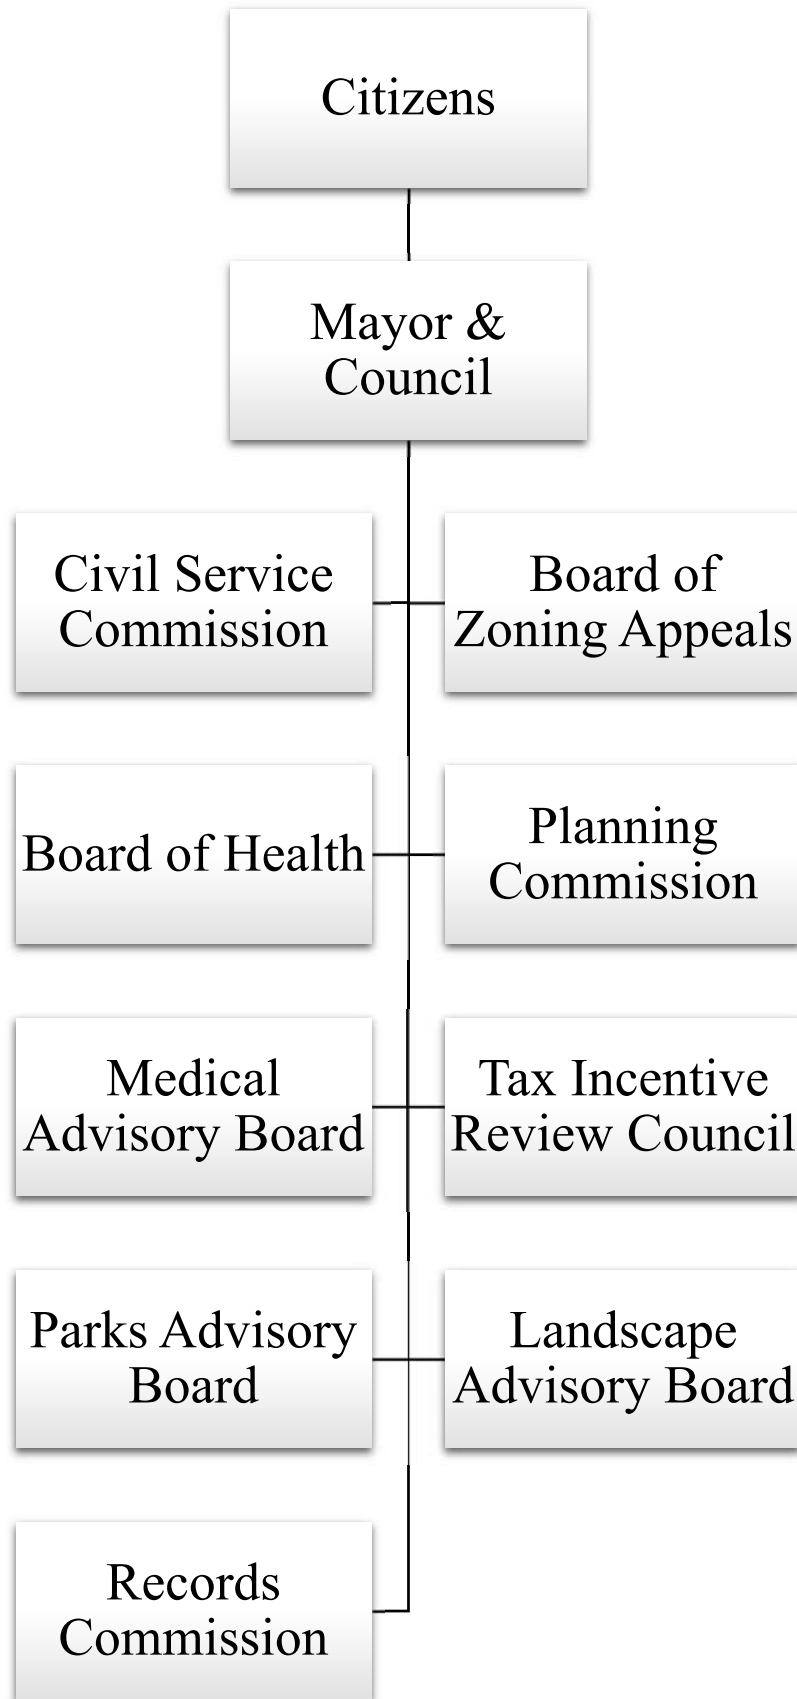 Citizens
Mayor &
Council
Civil Service
Commission
Board of
Zoning Appeals
Board of Health
Planning
Commission
Medical
Advisory Board
Tax Incentive
Review Council
Parks Advisory
Board
Landscape
Advisory Board
Records
Commission